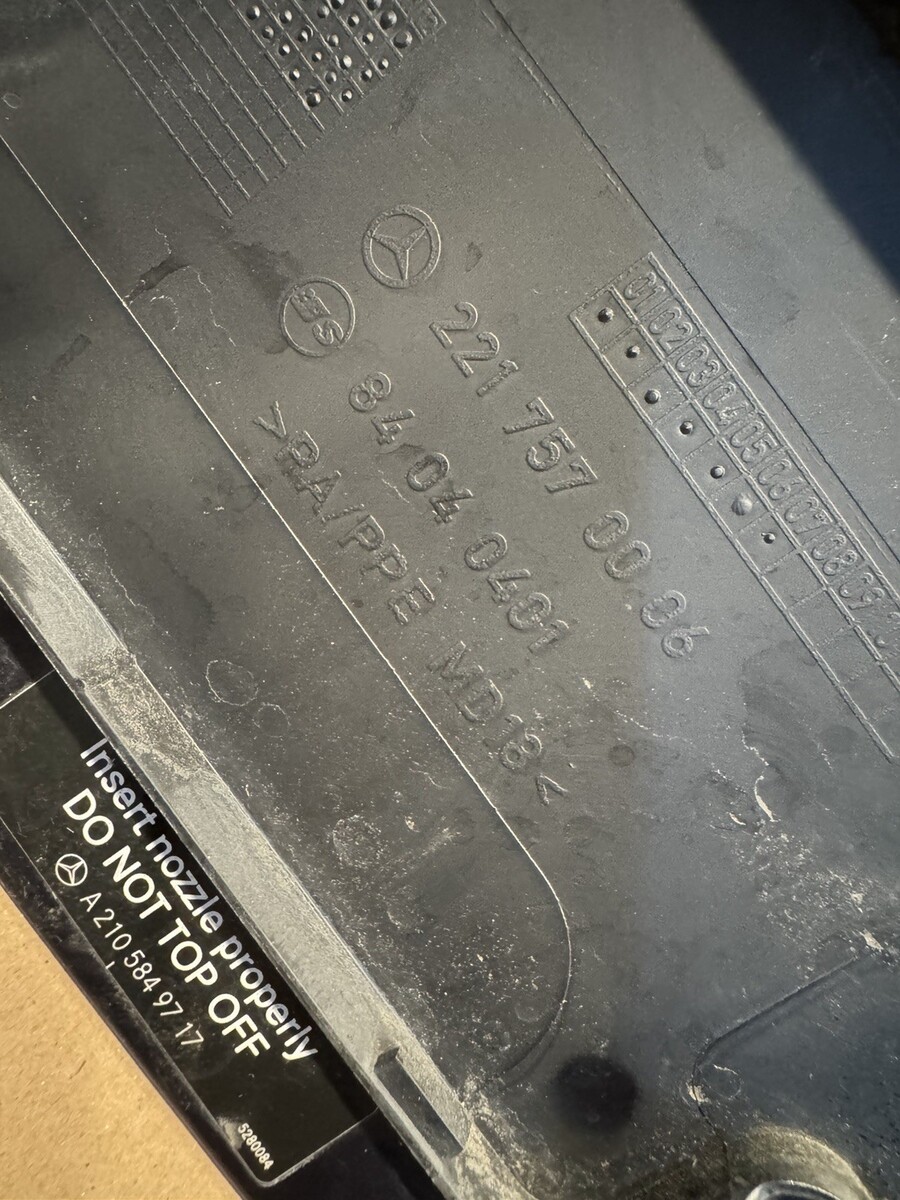 01 02 03 04 05 06 07 08 09
221 757 00 06
84/04 0401
>PA/PPE MD18<
Insert nozzle properly
DO NOT TOP OFF
A 210 584 97 17
5280084